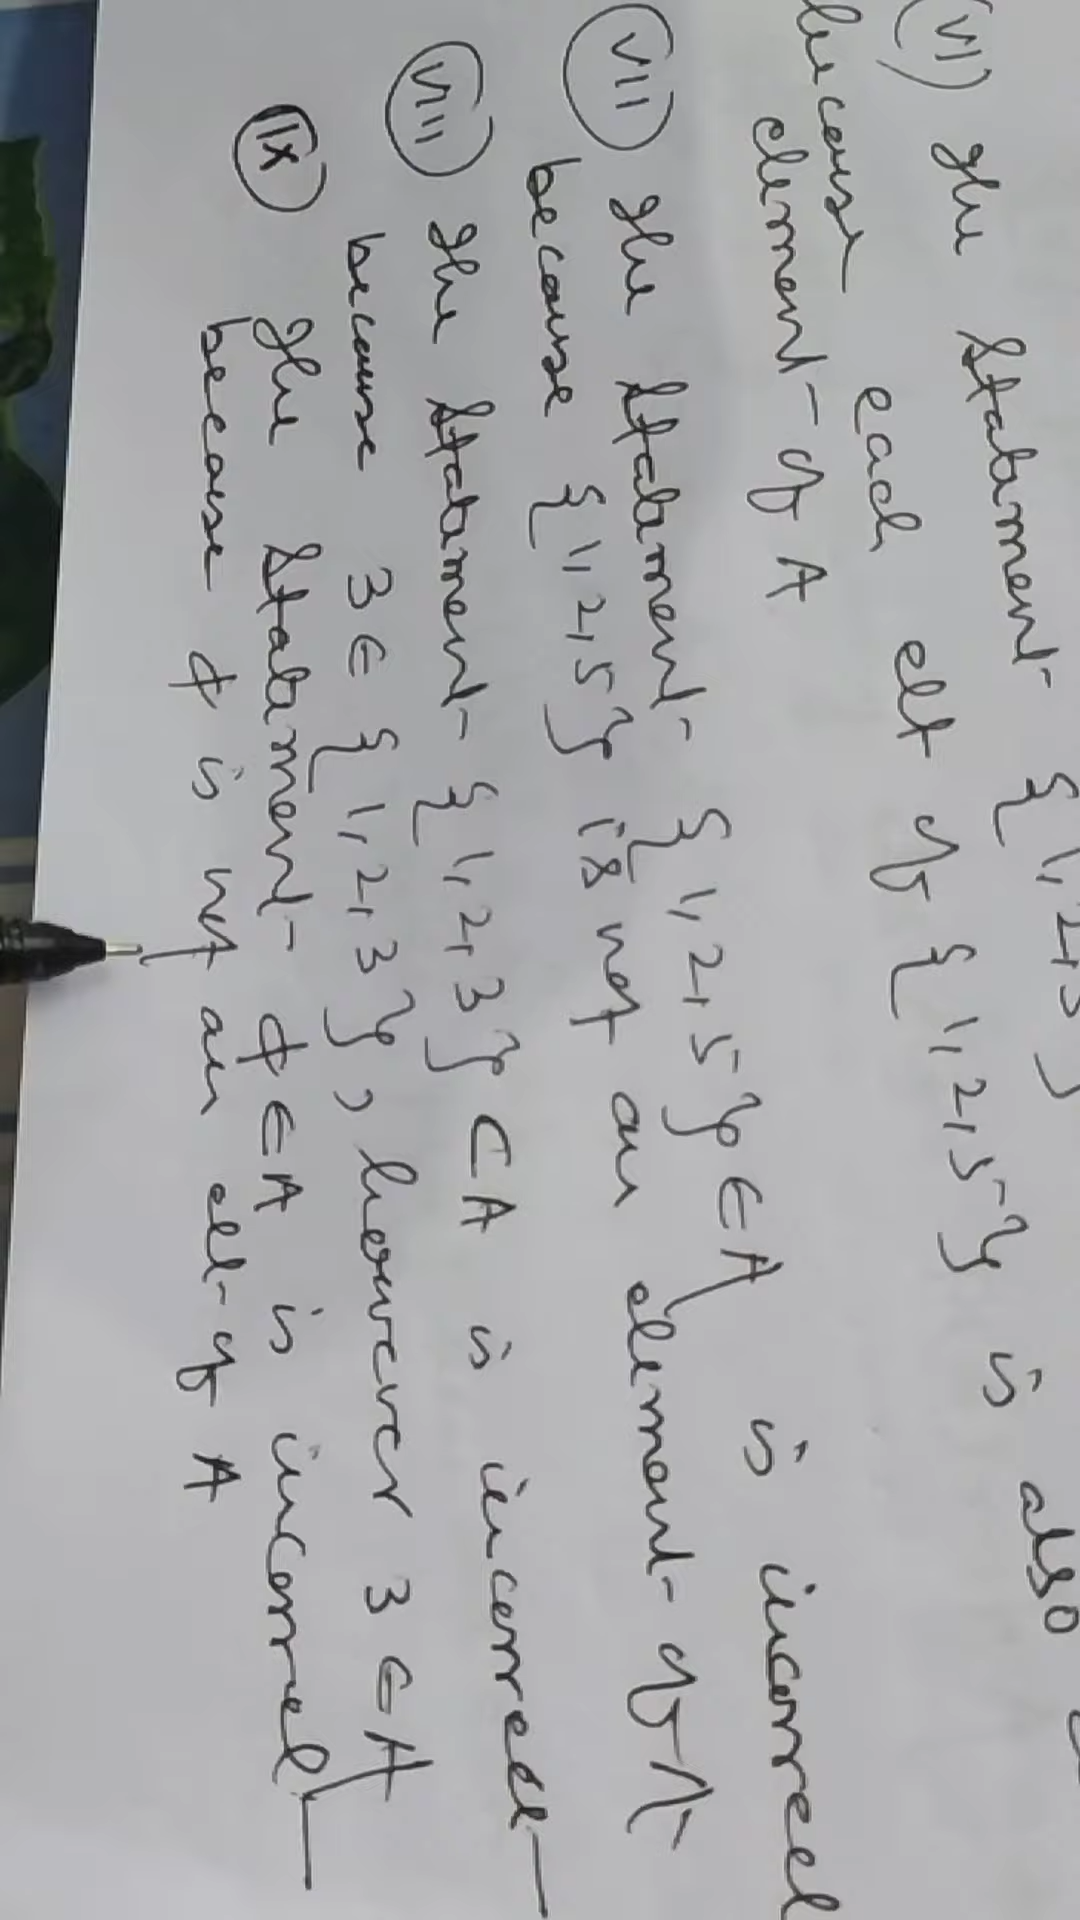 (VI) The Statement {1,2,5} is also
because each elt of {1,2,5} is
element of A
(VII) The Statement {1,2,5} ∈ A is incorrect
because {1,2,5} is not an element of A
(VIII) The Statement {1,2,3} ⊂ A is incorrect
because 3 ∈ {1,2,3}, however 3 ∈ A
(IX) The Statement ϕ ∈ A is incorrect
because ϕ is not an elt of A